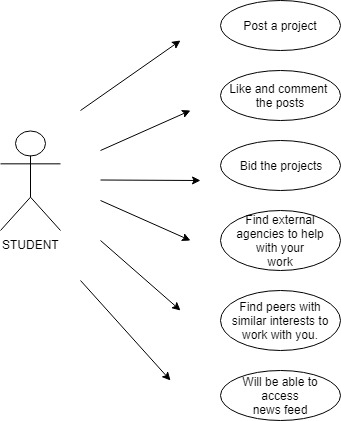 Post a project
Like and comment
the posts
Bid the projects
STUDENT
Find external
agencies to help
with your
work
Find peers with
similar interests to
work with you.
Will be able to
access
news feed